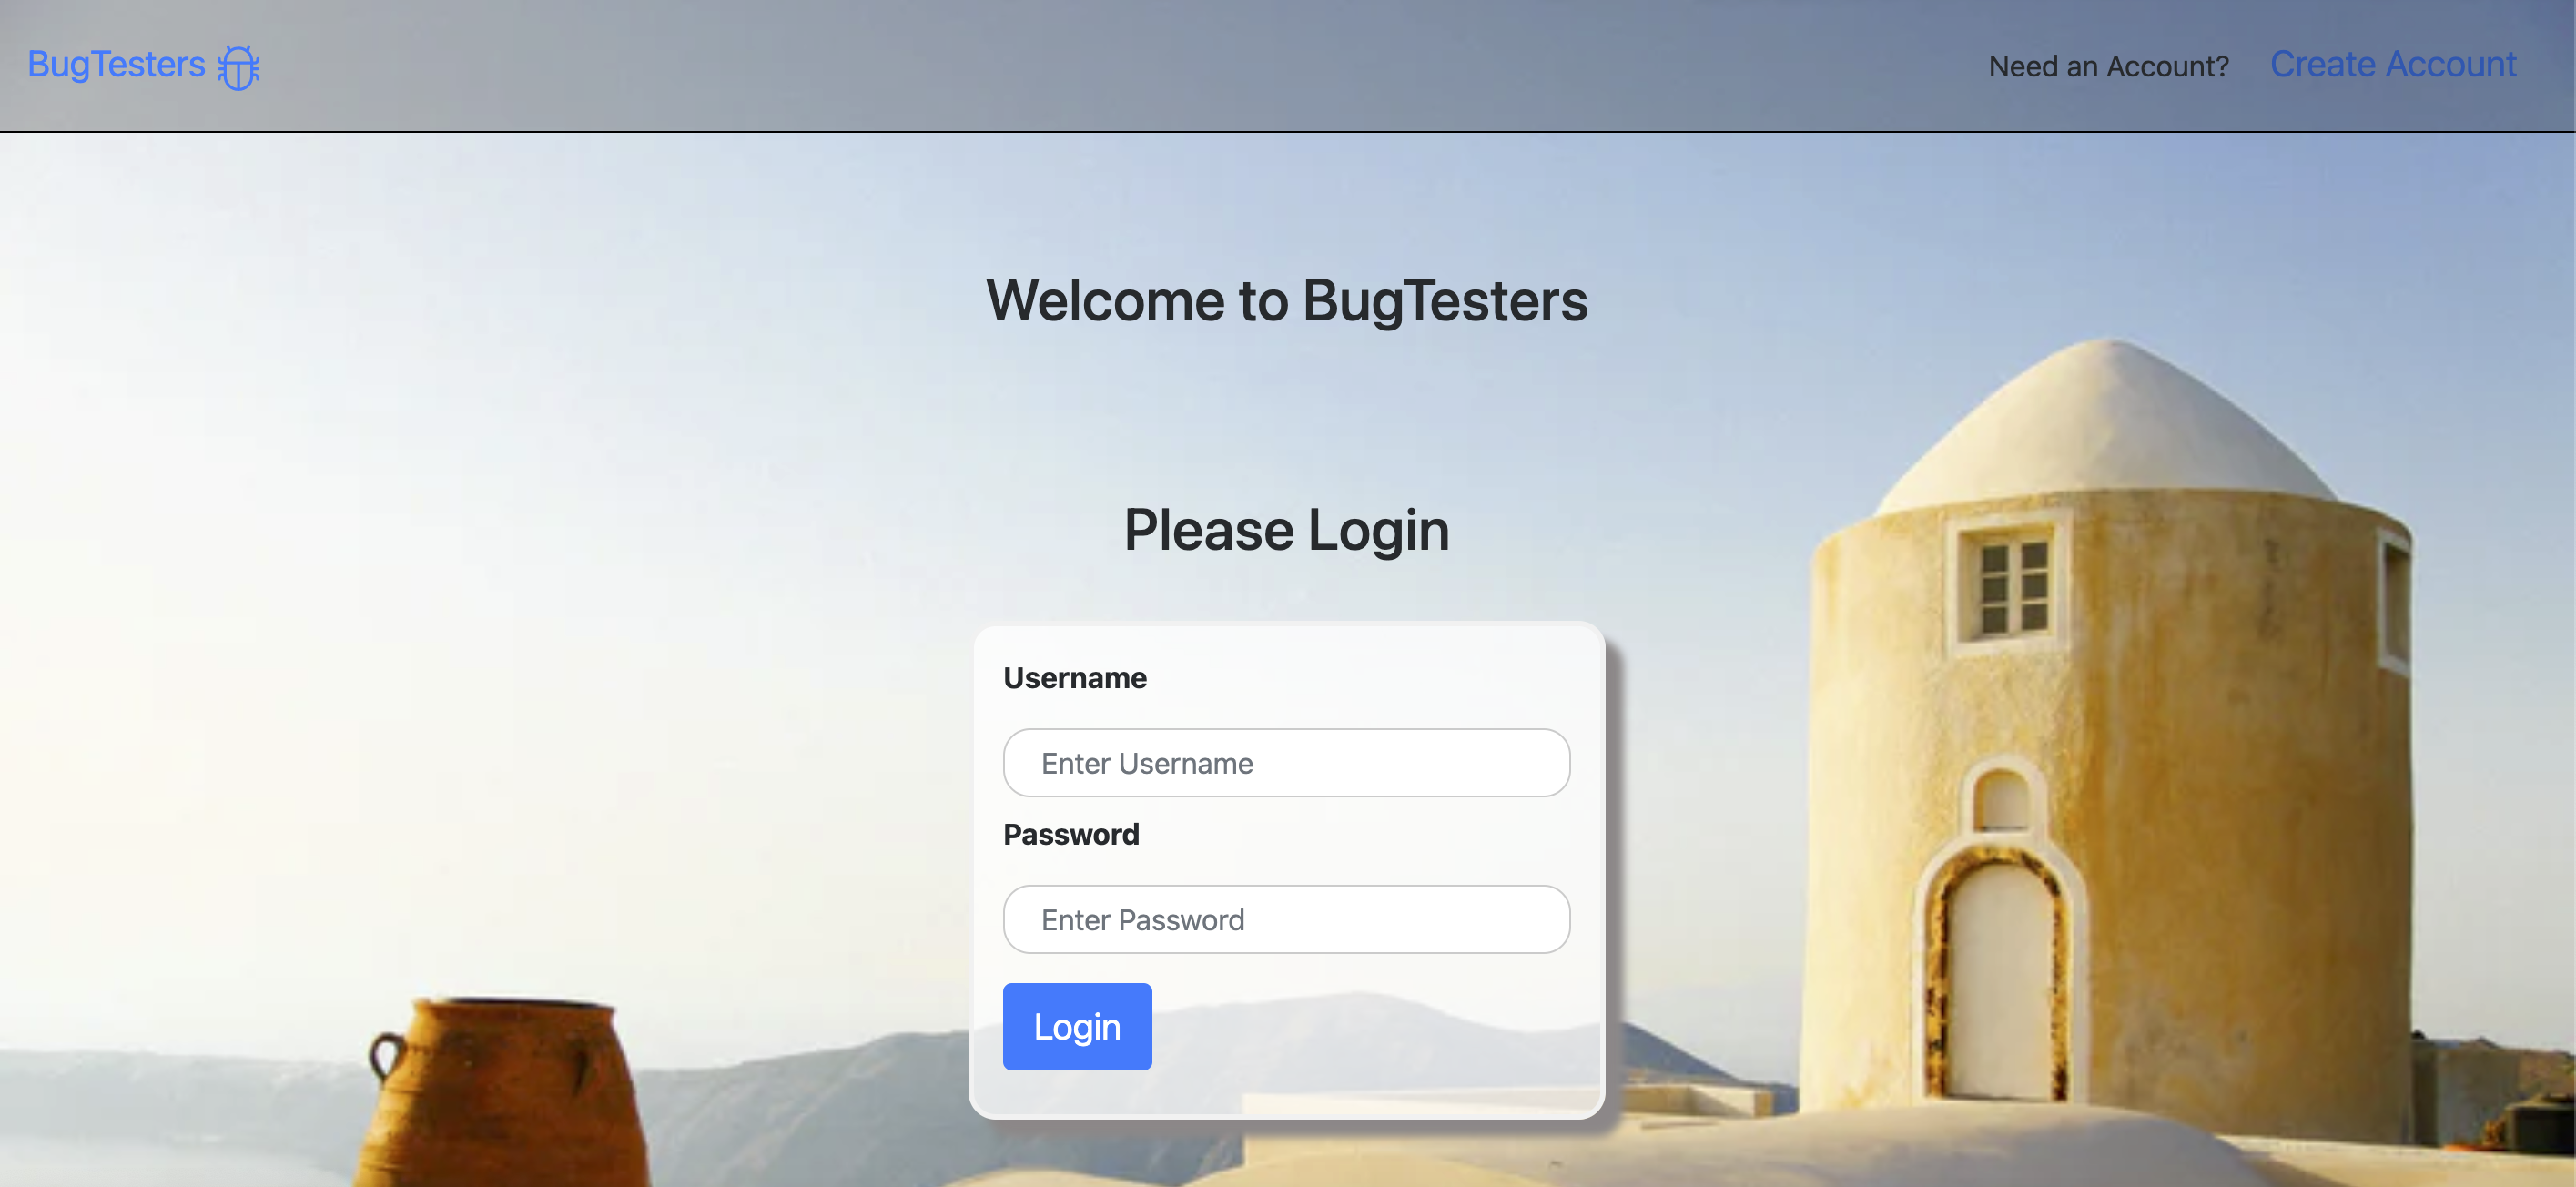 BugTesters
Need an Account? Create Account
Welcome to BugTesters
Please Login
Username
Enter Username
Password
Enter Password
Login